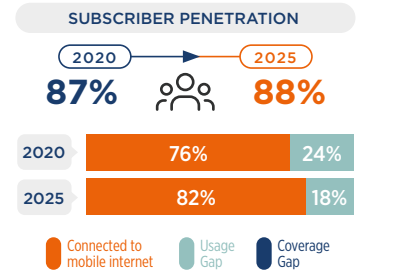 SUBSCRIBER PENETRATION
2020 2025
87% 88%
2020 76% 24%
2025 82% 18%
Connected to mobile internet
Usage Gap
Coverage Gap